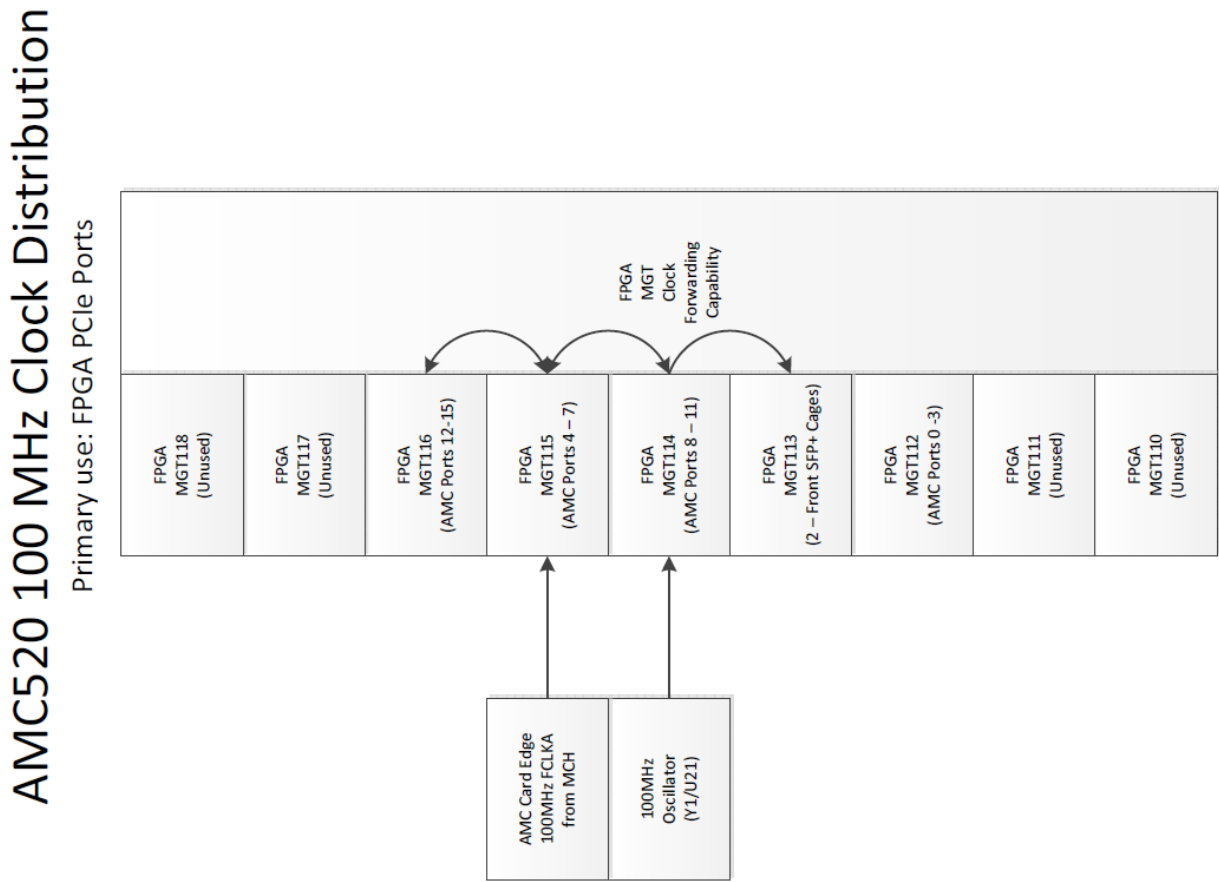 AMC520 100 MHz Clock Distribution
Primary use: FPGA PCIe Ports
FPGA
MGT118
(Unused)
FPGA
MGT117
(Unused)
FPGA
MGT116
(AMC Ports 12-15)
FPGA
MGT115
(AMC Ports 4 – 7)
FPGA
MGT114
(AMC Ports 8 – 11)
FPGA
MGT113
(2 – Front SFP+ Cages)
FPGA
MGT112
(AMC Ports 0 -3)
FPGA
MGT111
(Unused)
FPGA
MGT110
(Unused)
FPGA
MGT
Clock
Forwarding
Capability
AMC Card Edge
100MHz FCLKA
from MCH
100MHz
Oscillator
(Y1/U21)